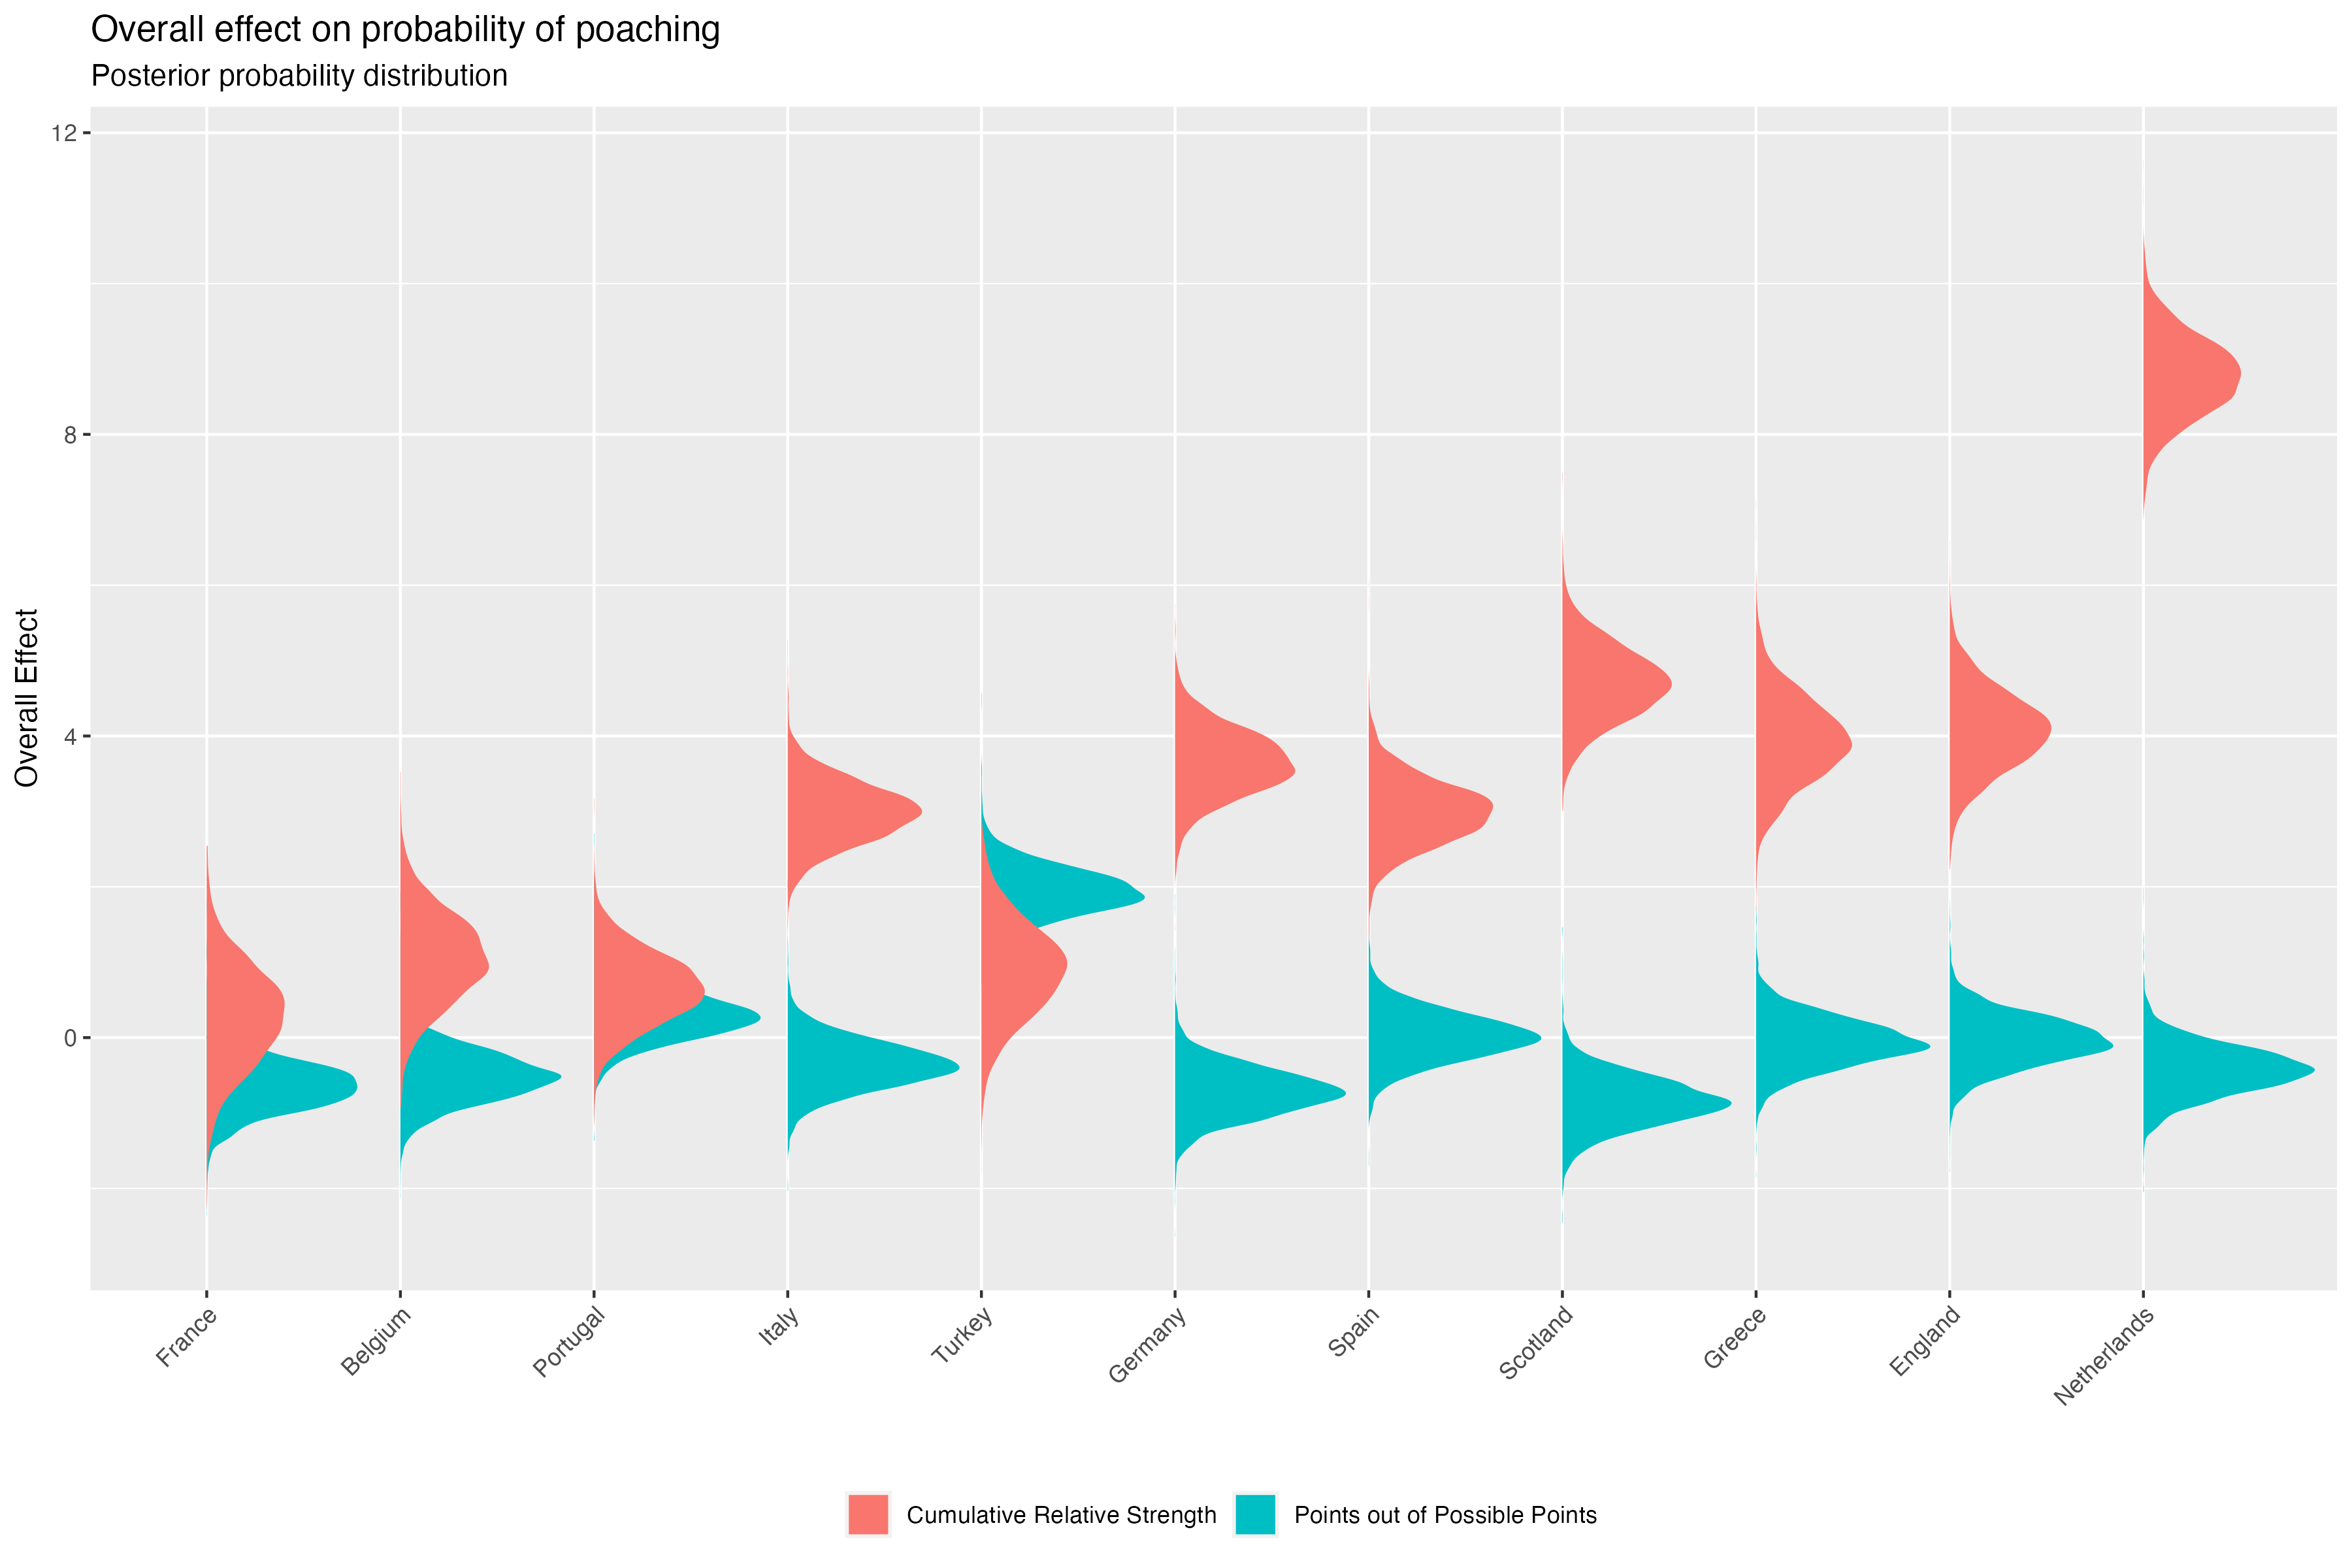 Overall effect on probability of poaching
Posterior probability distribution
12
8
4
0
Overall Effect
France
Belgium
Portugal
Italy
Turkey
Germany
Spain
Scotland
Greece
England
Netherlands
Cumulative Relative Strength
Points out of Possible Points